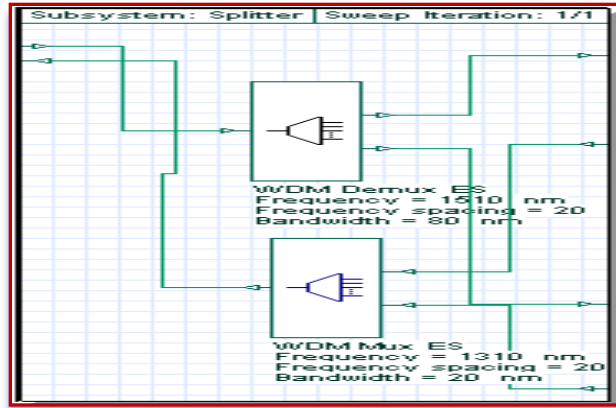 Subsystem: Splitter Sweep Iteration: 1/1
WDM Demux ES
Frequency = 1510 nm
Frequency spacing = 20
Bandwidth = 80 nm
WDM Mux ES
Frequency = 1310 nm
Frequency spacing = 20
Bandwidth = 20 nm